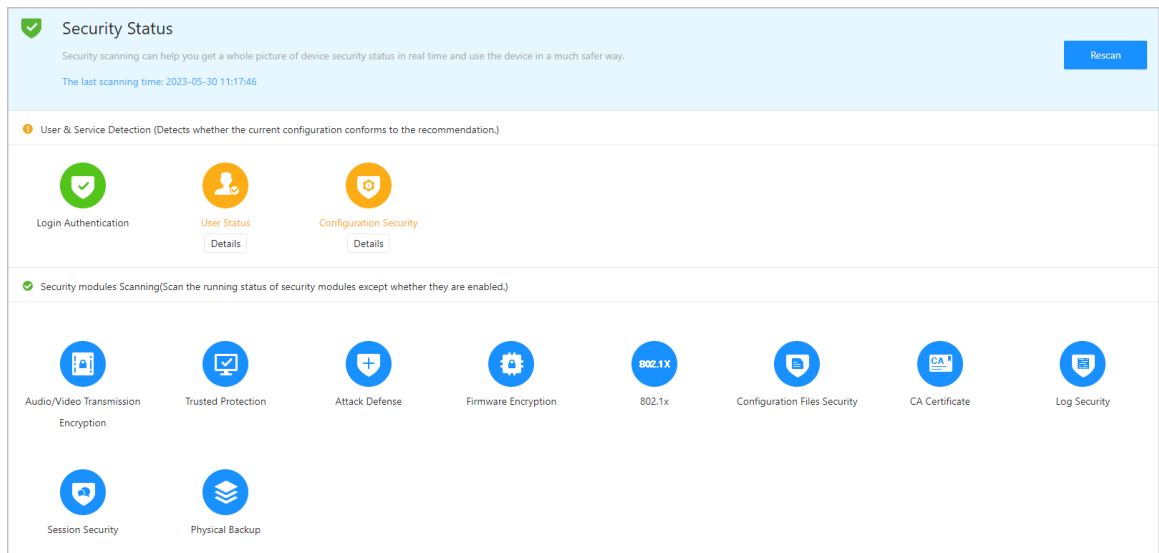 Security Status
Security scanning can help you get a whole picture of device security status in real time and use the device in a much safer way.
Rescan
The last scanning time: 2023-05-30 11:17:46
User & Service Detection (Detects whether the current configuration conforms to the recommendation.)
Login Authentication
User Status
Configuration Security
Details
Details
Security modules Scanning(Scan the running status of security modules except whether they are enabled.)
802.1X
CA
Audio/Video Transmission
Encryption
Trusted Protection
Attack Defense
Firmware Encryption
802.1x
Configuration Files Security
CA Certificate
Log Security
Session Security
Physical Backup